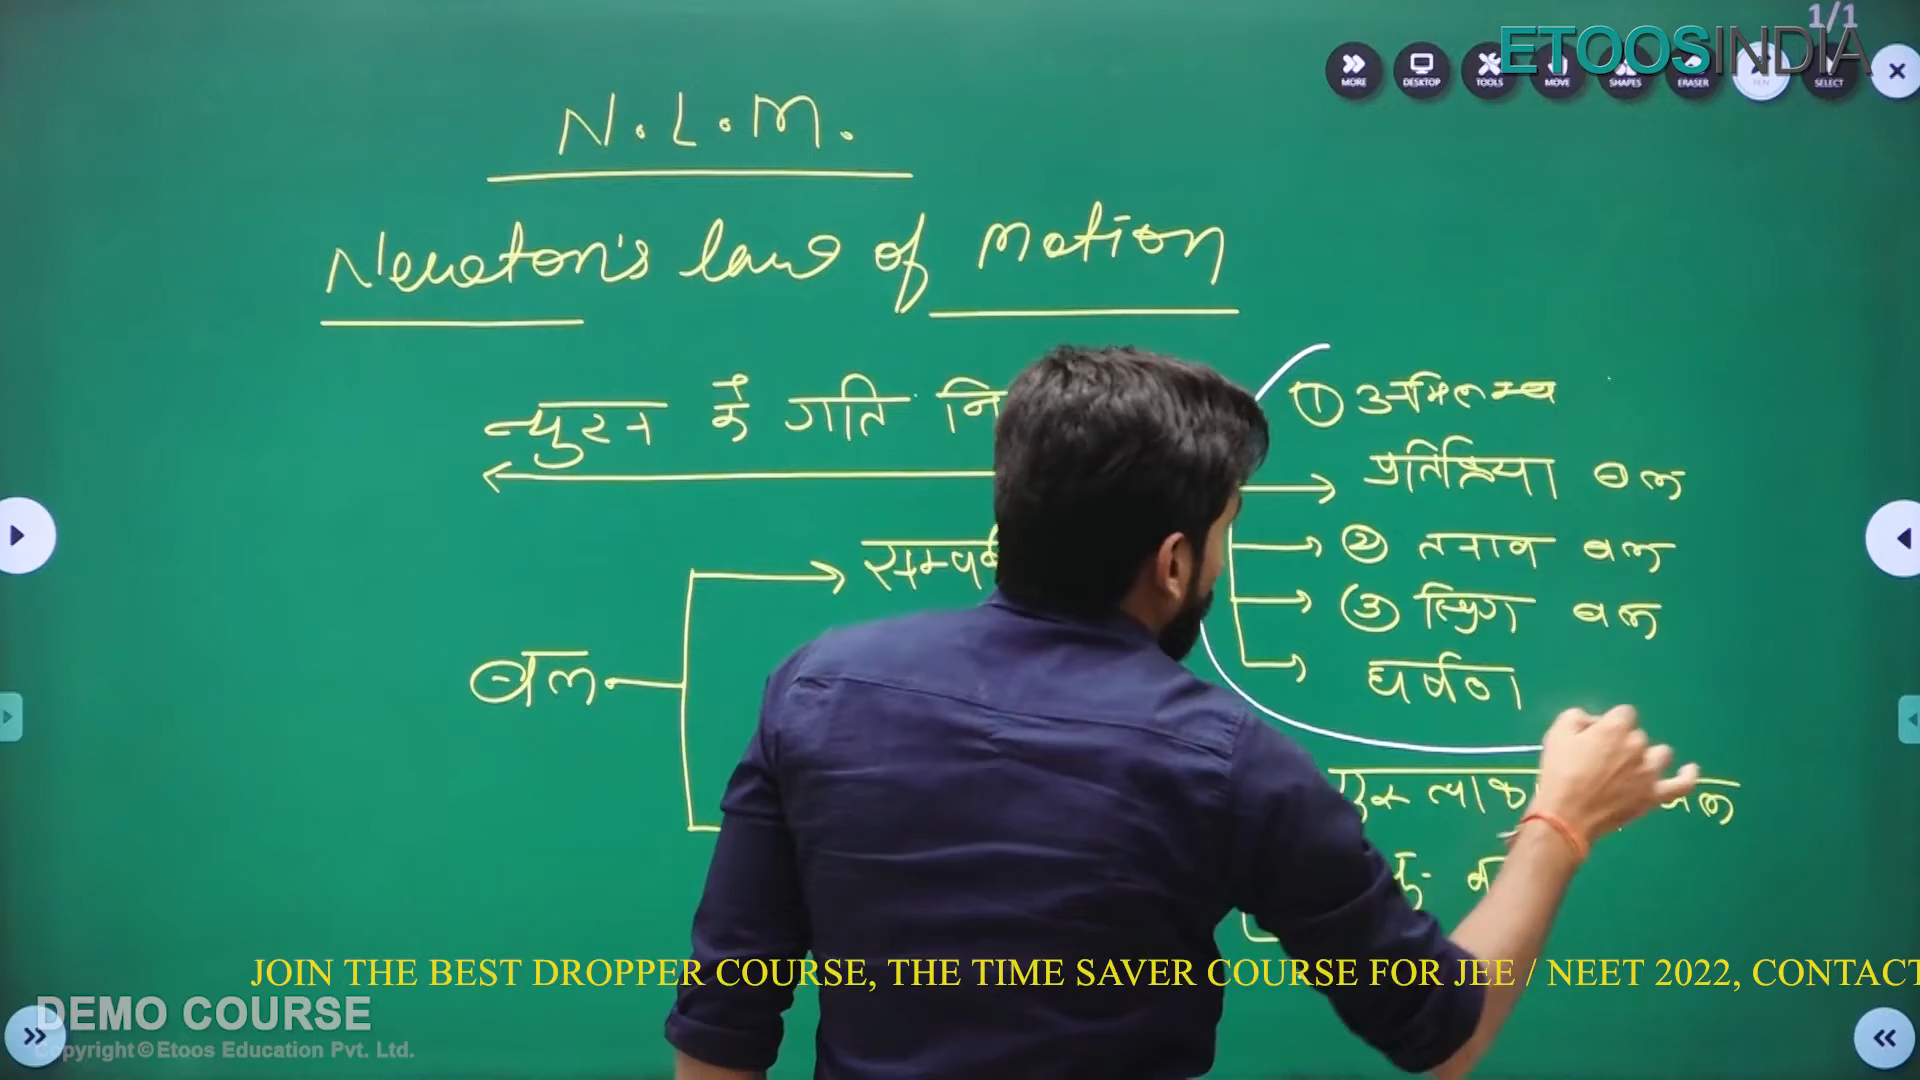 1/1
ETOOSINDIA
MORE DESKTOP TOOLS MOVE SHAPES ERASER PEN SELECT
N.L.M.
Newton's law of motion
न्यूटन के गति नि
① अभिलम्ब
प्रतिक्रिया बल
② तनाव बल
③ स्प्रिंग बल
घर्षण
सम्पर्क
बल
बल
JOIN THE BEST DROPPER COURSE, THE TIME SAVER COURSE FOR JEE / NEET 2022, CONTACT
DEMO COURSE
Copyright©Etoos Education Pvt. Ltd.